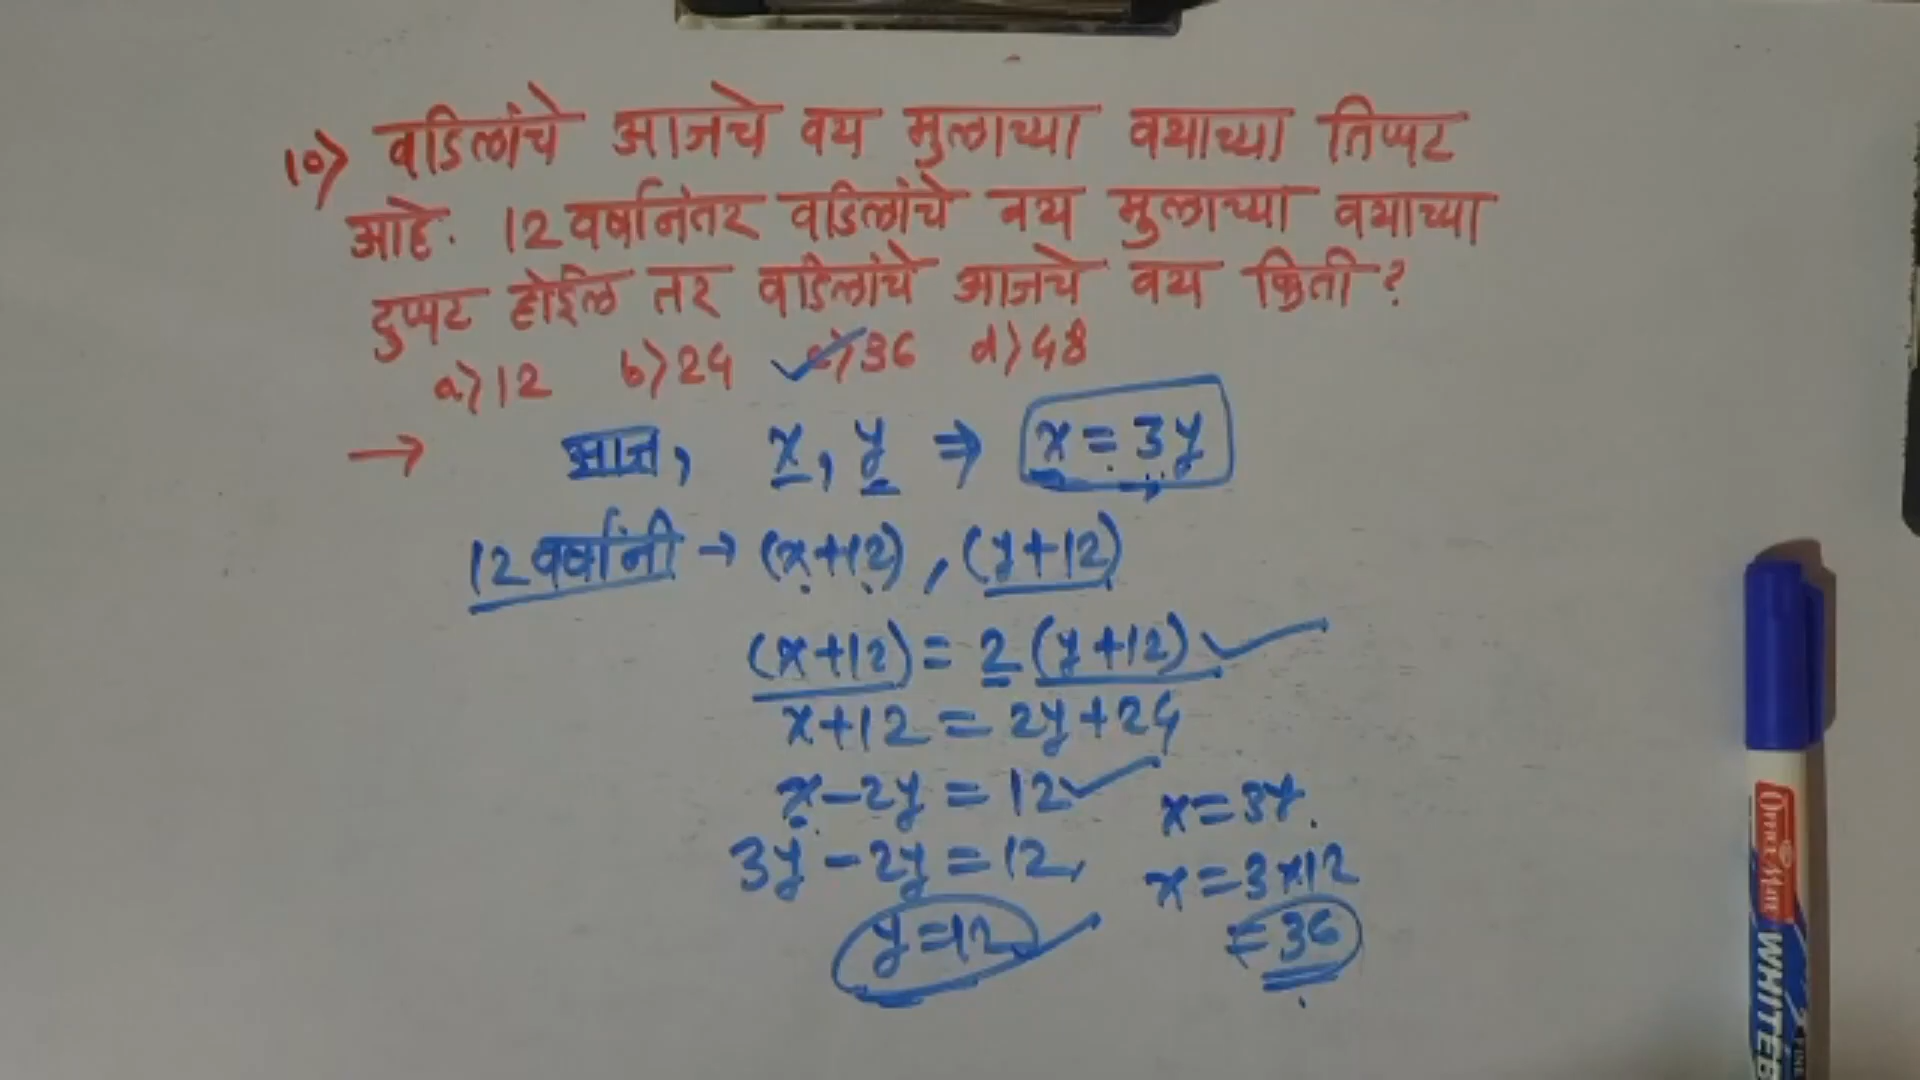 10) वडिलांचे आजचे वय मुलाच्या वयाच्या तिप्पट
आहे. 12 वर्षानंतर वडिलांचे वय मुलाच्या वयाच्या
दुप्पट होईल तर वडिलांचे आजचे वय किती?
a) 12 b) 24 c) 36 d) 48
→ आज, x, y ⇒ x = 3y
12 वर्षांनी → (x+12), (y+12)
(x+12) = 2 (y+12)
x+12 = 2y+24
x-2y = 12
3y-2y = 12,
y=12
x=3y.
x=3×12
=36
WHITEB